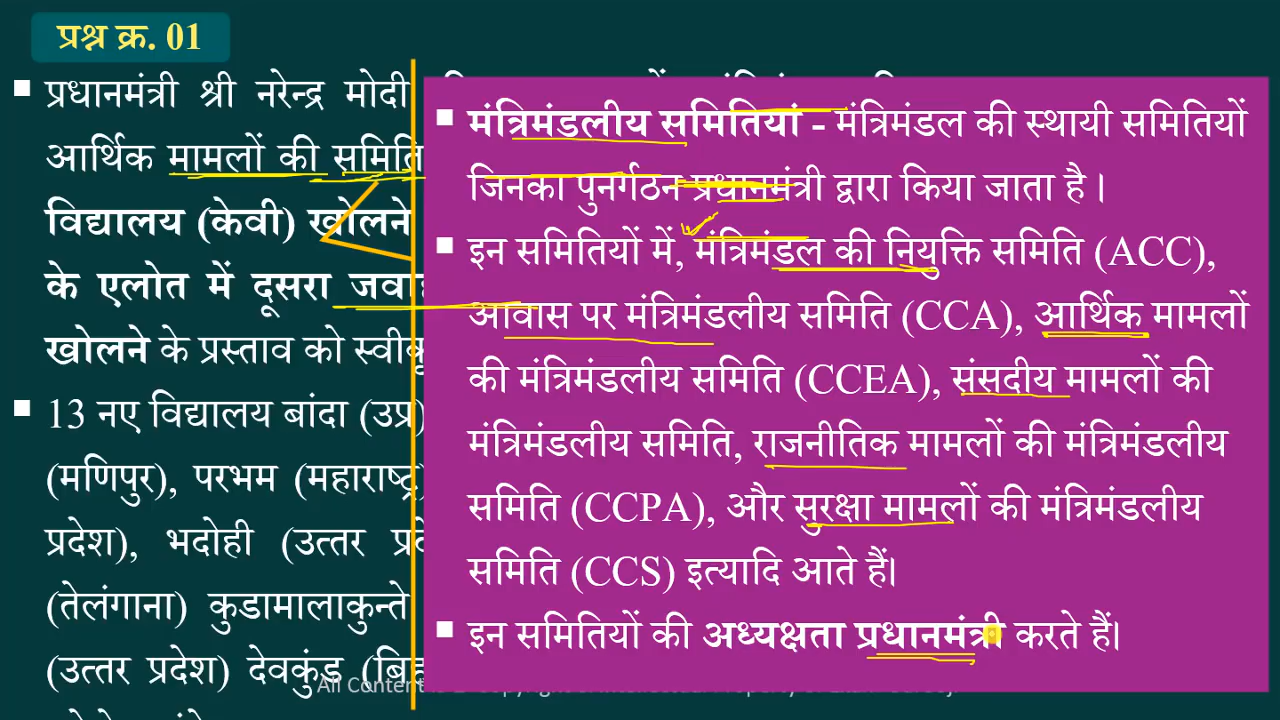 प्रश्न क्र. 01
▪ प्रधानमंत्री श्री नरेन्द्र मोदी
आर्थिक मामलों की समिति
विद्यालय (केवी) खोलने
के एलोत में दूसरा
खोलने के प्रस्ताव को
▪ 13 नए विद्यालय बांदा (उप्र)
(मणिपुर), परभम (महाराष्ट्र)
प्रदेश), भदोही (उत्तर
(तेलंगाना) कुडामालाकुन्ते
(उत्तर प्रदेश) देवकुंड
▪ मंत्रिमंडलीय समितियां - मंत्रिमंडल की स्थायी समितियों
जिनका पुनर्गठन प्रधानमंत्री द्वारा किया जाता है ।
▪ इन समितियों में, मंत्रिमंडल की नियुक्ति समिति (ACC),
आवास पर मंत्रिमंडलीय समिति (CCA), आर्थिक मामलों
की मंत्रिमंडलीय समिति (CCEA), संसदीय मामलों की
मंत्रिमंडलीय समिति, राजनीतिक मामलों की मंत्रिमंडलीय
समिति (CCPA), और सुरक्षा मामलों की मंत्रिमंडलीय
समिति (CCS) इत्यादि आते हैं।
▪ इन समितियों की अध्यक्षता प्रधानमंत्री करते हैं।